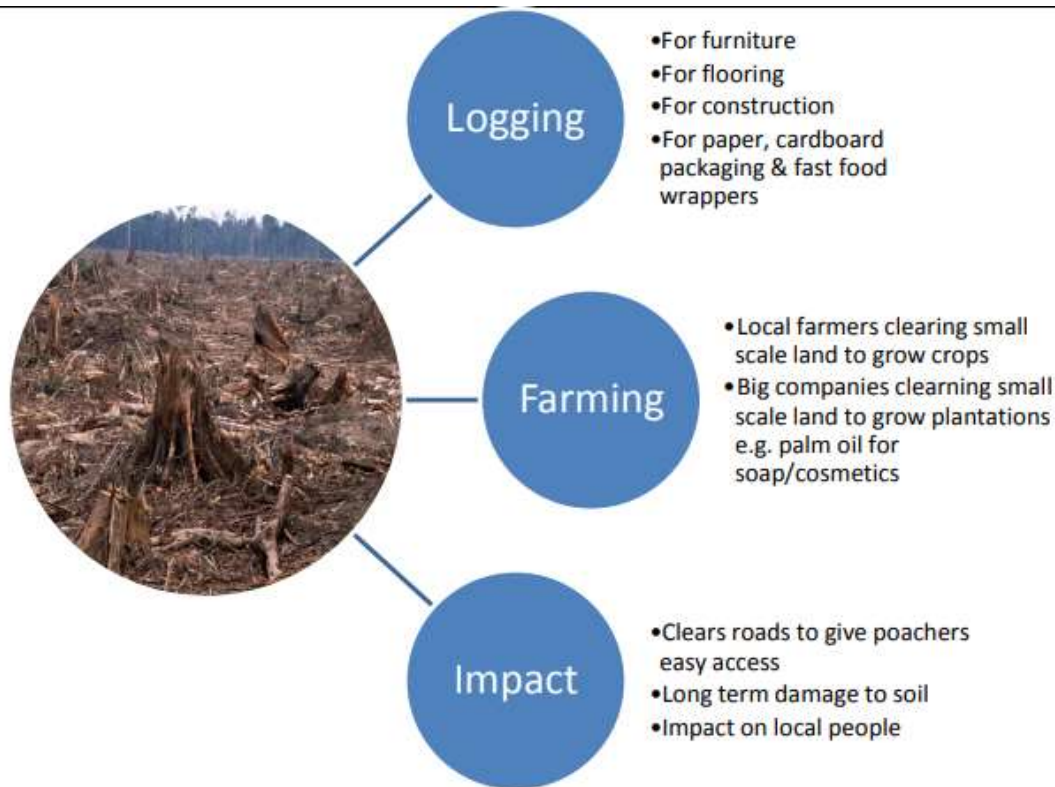 Logging
•For furniture
•For flooring
•For construction
•For paper, cardboard
packaging & fast food
wrappers
Farming
•Local farmers clearing small
scale land to grow crops
•Big companies clearning small
scale land to grow plantations
e.g. palm oil for
soap/cosmetics
Impact
•Clears roads to give poachers
easy access
•Long term damage to soil
•Impact on local people